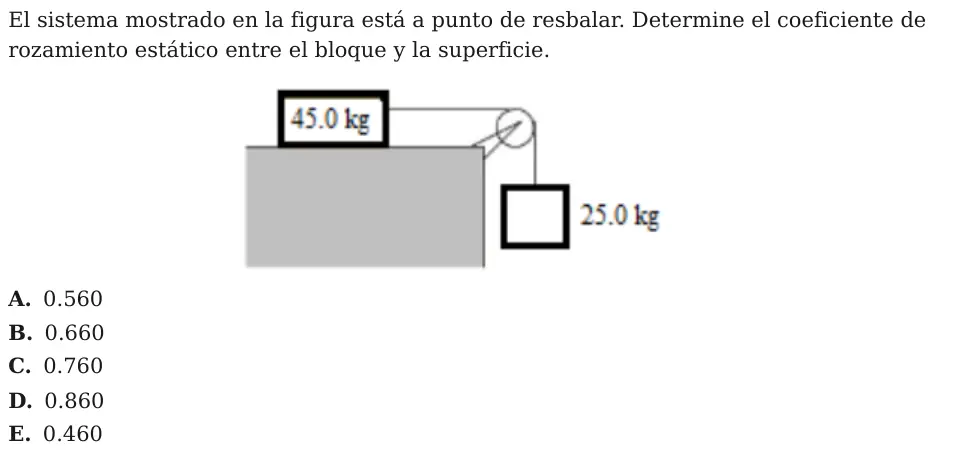 El sistema mostrado en la figura está a punto de resbalar. Determine el coeficiente de
rozamiento estático entre el bloque y la superficie.
45.0 kg
25.0 kg
A. 0.560
B. 0.660
C. 0.760
D. 0.860
E. 0.460